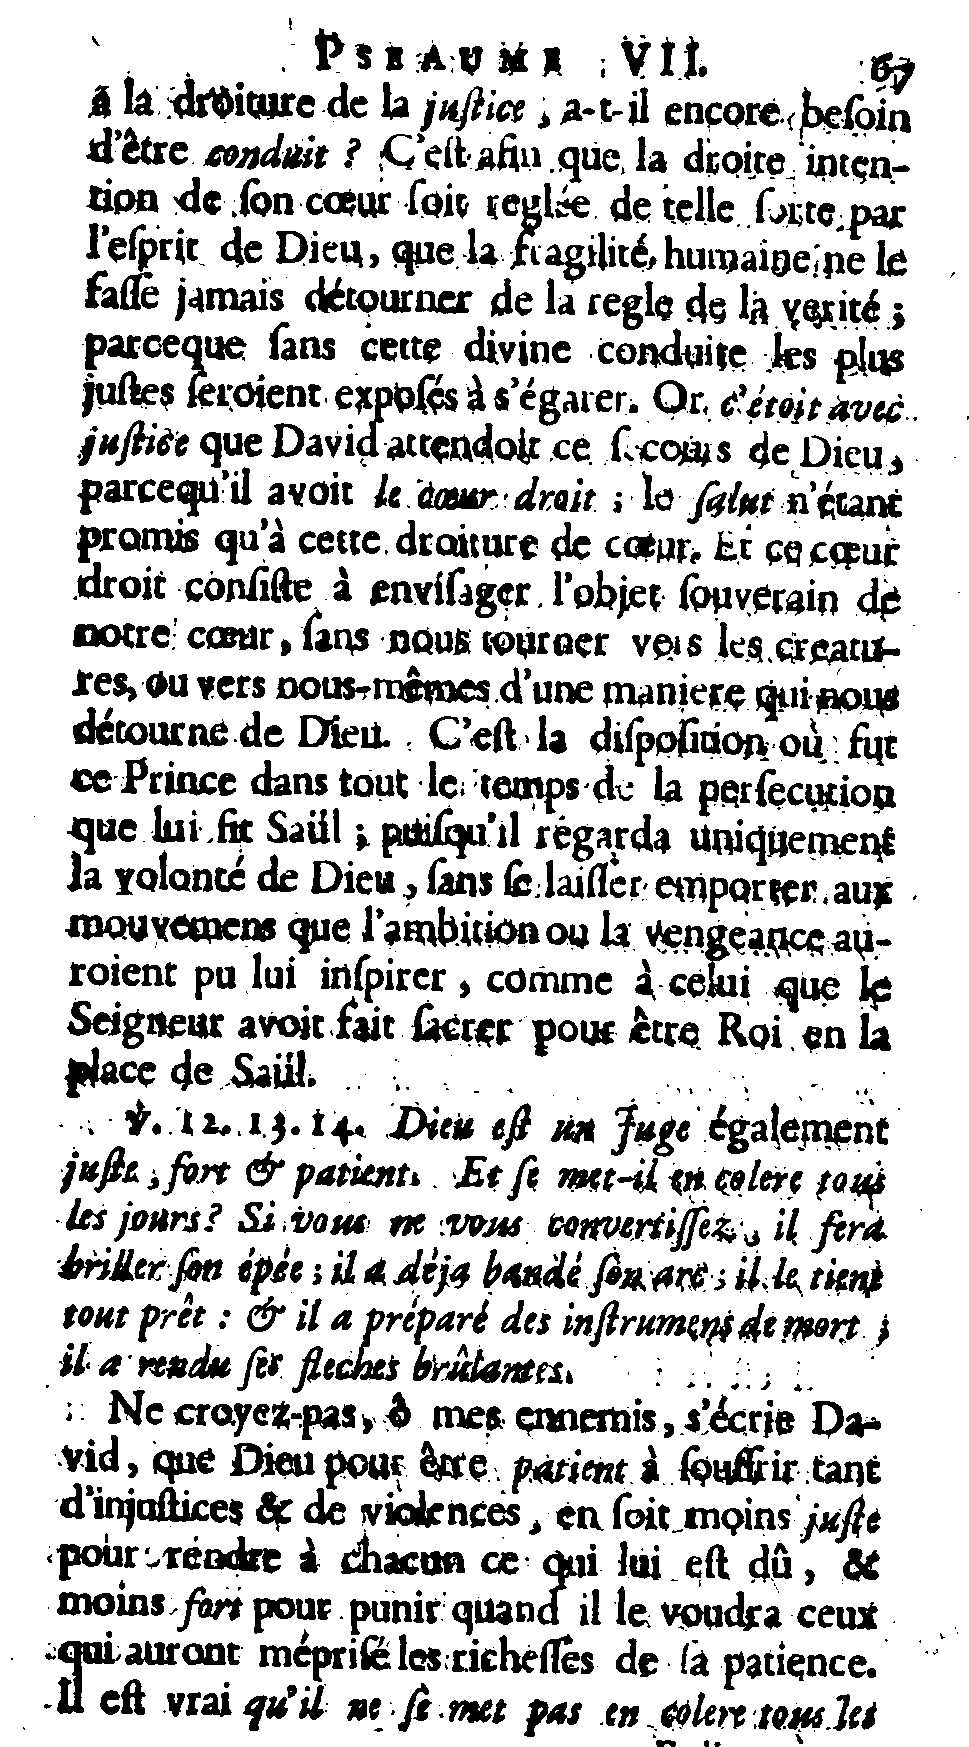 PSEAUME VII. 67
à la droiture de la juſtice, a-t-il encore beſoin
d'être conduit ? C'eſt afin que la droite inten-
tion de ſon cœur ſoit reglée de telle ſorte par
l'eſprit de Dieu, que la fragilité humaine ne le
faſſe jamais détourner de la regle de la verité ;
parceque ſans cette divine conduite les plus
juſtes ſeroient expoſés à s'égarer. Or c'étoit avec
juſtice que David attendoit ce ſecours de Dieu,
parcequ'il avoit le cœur droit ; le ſalut n'étant
promis qu'à cette droiture de cœur. Et ce cœur
droit conſiſte à enviſager l'objet ſouverain de
notre cœur, ſans nous tourner vers les creatu-
res, ou vers nous-mêmes d'une maniere qui nous
détourne de Dieu. C'eſt la diſpoſition où fut
ce Prince dans tout le temps de la perſecution
que lui fit Saül ; puiſqu'il regarda uniquement
la volonté de Dieu, ſans ſe laiſſer emporter aux
mouvemens que l'ambition ou la vengeance au-
roient pu lui inſpirer, comme à celui que le
Seigneur avoit fait ſacrer pour être Roi en la
place de Saül.
℣. 12. 13. 14. Dieu eſt un Juge également
juſte, fort & patient. Et ſe met-il en colere tous
les jours ? Si vous ne vous convertiſſez, il fera
briller ſon épée ; il a déja bandé ſon arc ; il le tient
tout prêt : & il a préparé des inſtrumens de mort ;
il a rendu ſes fleches brûlantes.
Ne croyez-pas, ô mes ennemis, s'écrie Da-
vid, que Dieu pour être patient à ſouffrir tant
d'injuſtices & de violences, en ſoit moins juſte
pour rendre à chacun ce qui lui eſt dû, &
moins fort pour punir quand il le voudra ceux
qui auront mépriſé les richeſſes de ſa patience.
Il eſt vrai qu'il ne ſe met pas en colere tous les